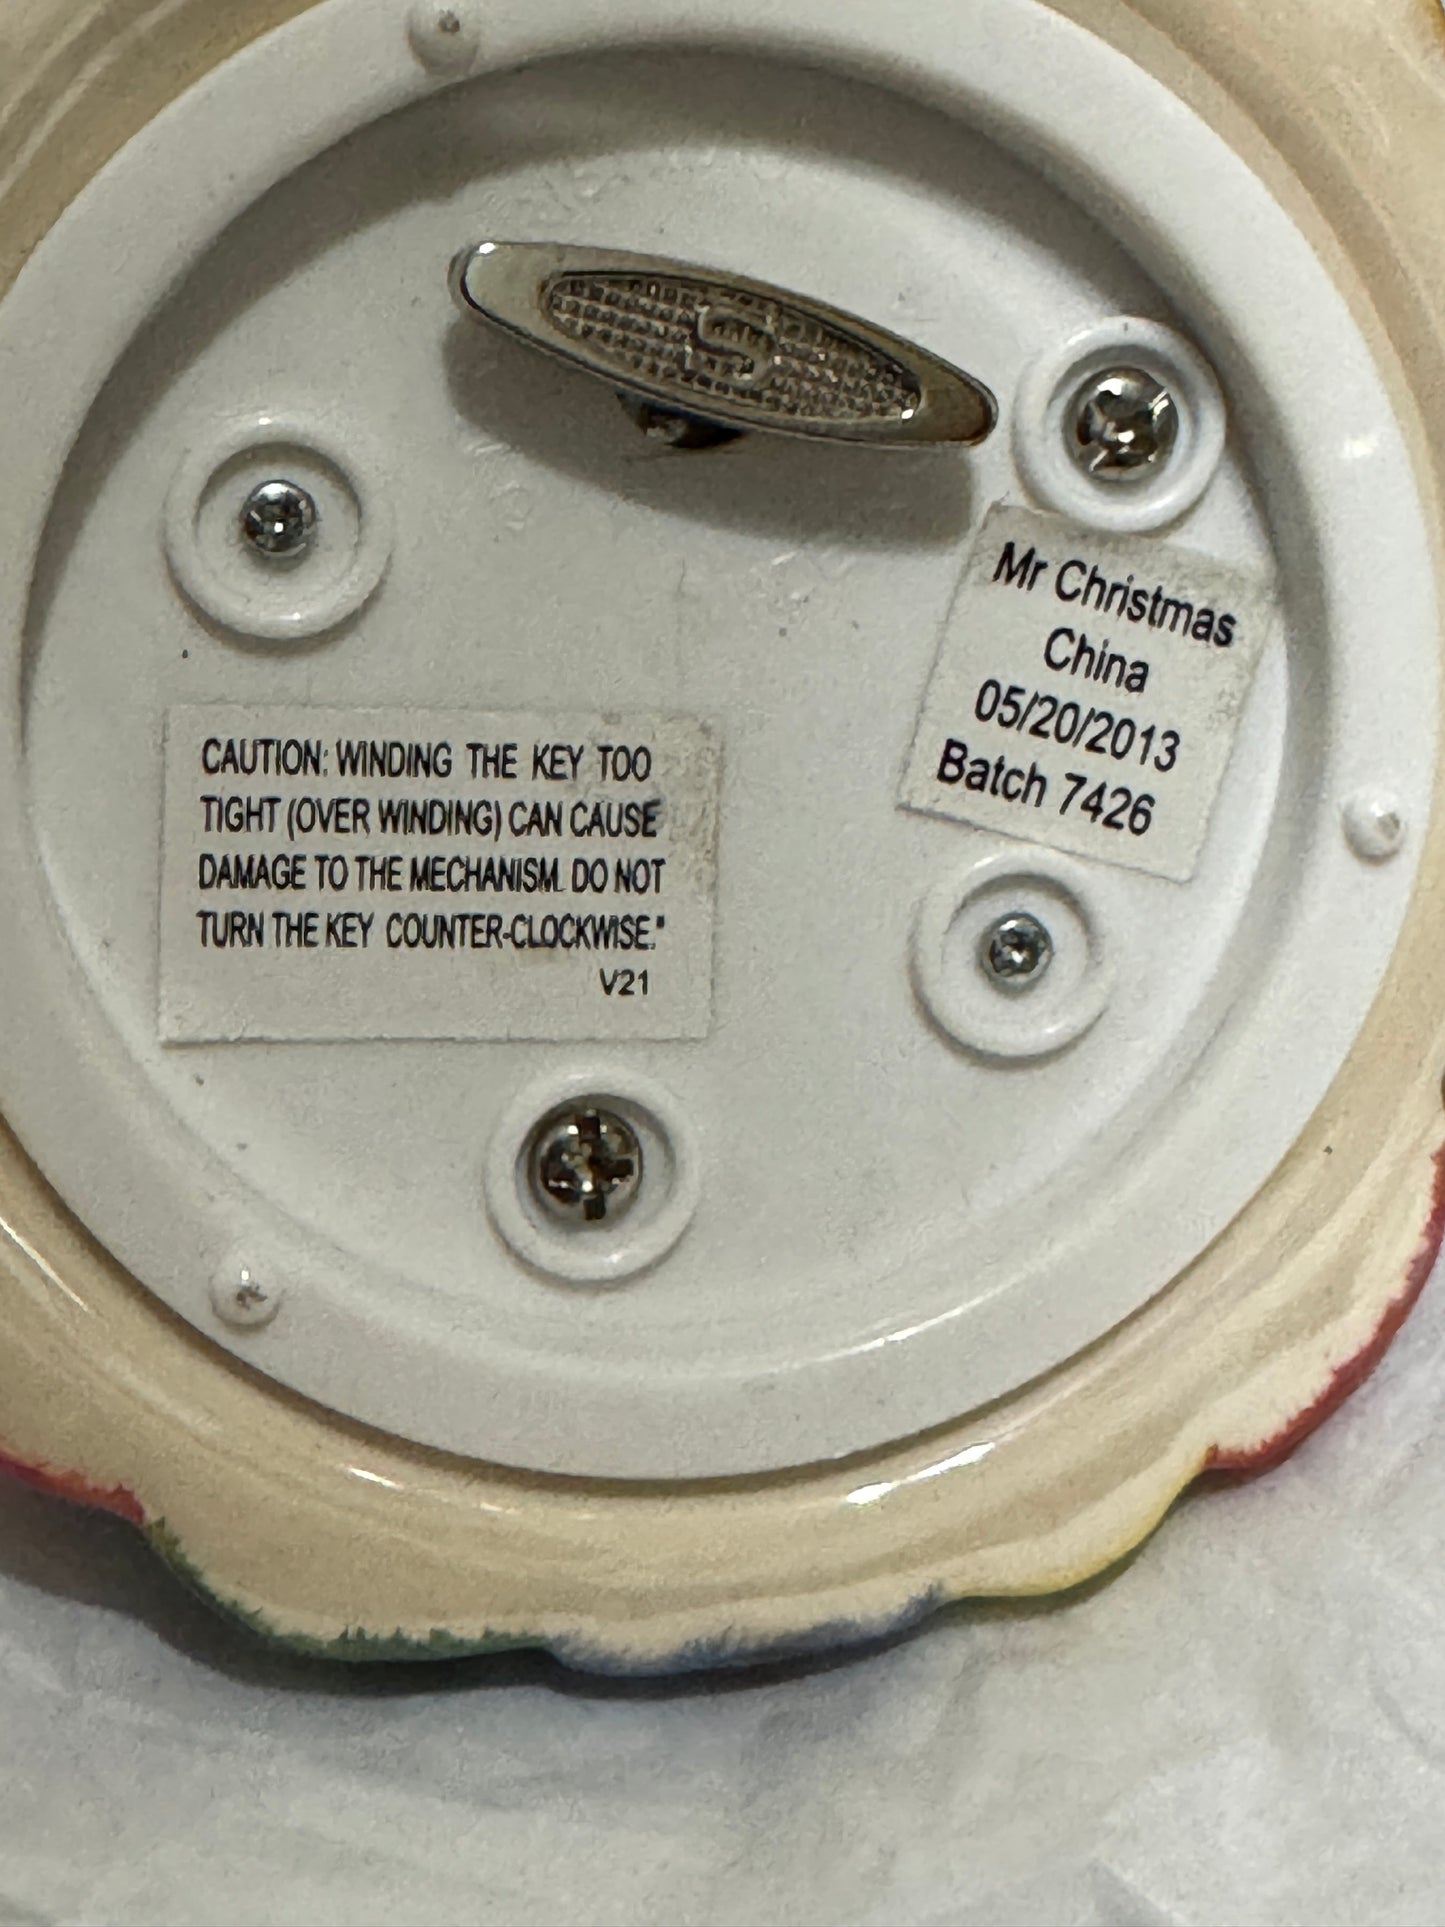 S
Mr Christmas
China
05/20/2013
Batch 7426
CAUTION: WINDING THE KEY TOO
TIGHT (OVER WINDING) CAN CAUSE
DAMAGE TO THE MECHANISM. DO NOT
TURN THE KEY COUNTER-CLOCKWISE."
V21